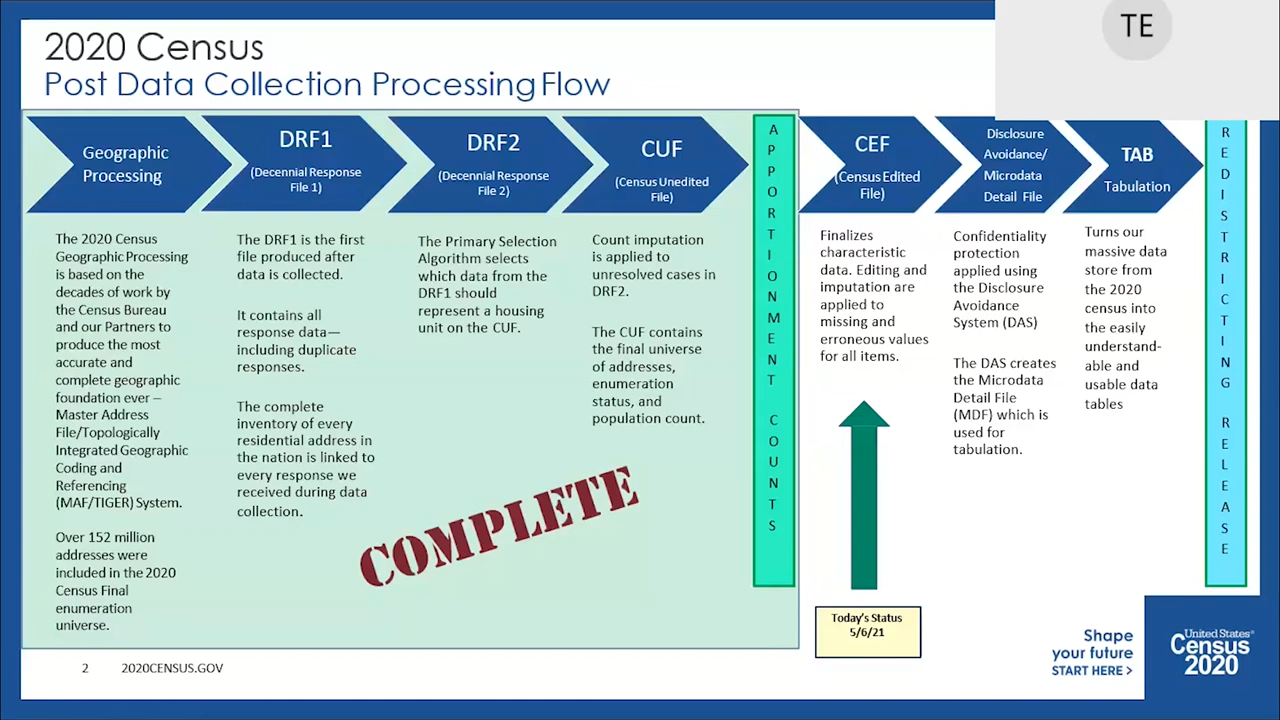 TE
2020 Census
Post Data Collection Processing Flow
Geographic
Processing
DRF1
(Decennial Response
File 1)
DRF2
(Decennial Response
File 2)
CUF
(Census Unedited
File)
APPORTIONMENT COUNTS
CEF
(Census Edited
File)
Disclosure
Avoidance/
Microdata
Detail File
TAB
Tabulation
REDISTRICTING RELEASE
The 2020 Census
Geographic Processing
is based on the
decades of work by
the Census Bureau
and our Partners to
produce the most
accurate and
complete geographic
foundation ever –
Master Address
File/Topologically
Integrated Geographic
Coding and
Referencing
(MAF/TIGER) System.
Over 152 million
addresses were
included in the 2020
Census Final
enumeration
universe.
The DRF1 is the first
file produced after
data is collected.
It contains all
response data—
including duplicate
responses.
The complete
inventory of every
residential address in
the nation is linked to
every response we
received during data
collection.
The Primary Selection
Algorithm selects
which data from the
DRF1 should
represent a housing
unit on the CUF.
Count imputation
is applied to
unresolved cases in
DRF2.
The CUF contains
the final universe
of addresses,
enumeration
status, and
population count.
COMPLETE
Finalizes
characteristic
data. Editing and
imputation are
applied to
missing and
erroneous values
for all items.
Today's Status
5/6/21
Confidentiality
protection
applied using
the Disclosure
Avoidance
System (DAS)
The DAS creates
the Microdata
Detail File
(MDF) which is
used for
tabulation.
Turns our
massive data
store from
the 2020
census into
the easily
understand-
able and
usable data
tables
2 2020CENSUS.GOV
Shape
your future
START HERE >
United States®
Census
2020